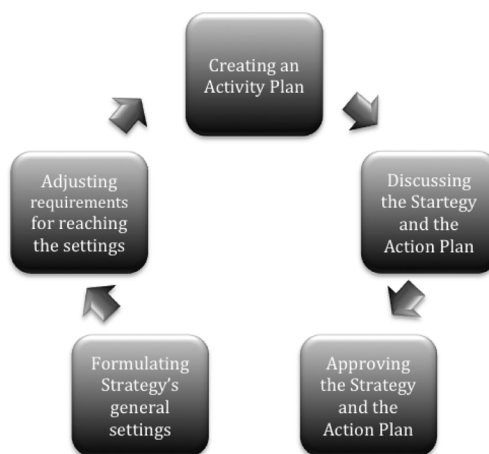 Creating an
Activity Plan
Adjusting
requirements
for reaching
the settings
Discussing
the Startegy
and the
Action Plan
Formulating
Strategy's
general
settings
Approving
the Strategy
and the
Action Plan